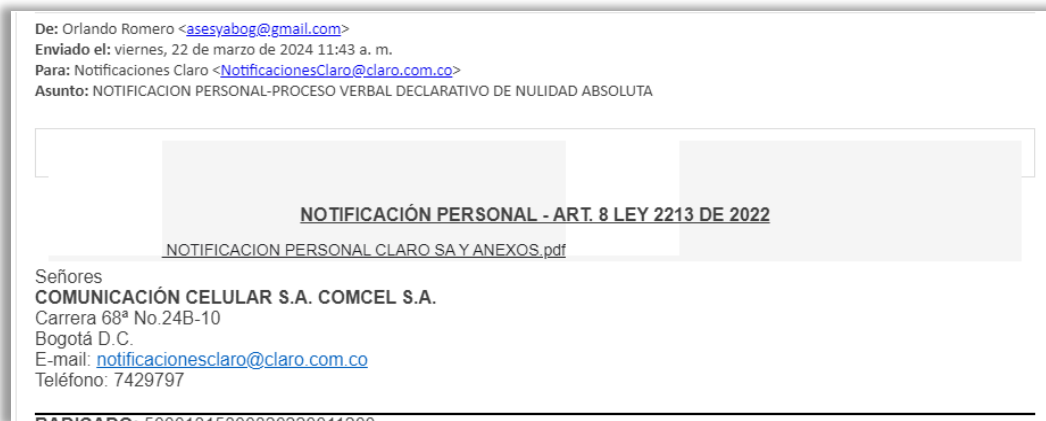 De: Orlando Romero <asesyabog@gmail.com>
Enviado el: viernes, 22 de marzo de 2024 11:43 a. m.
Para: Notificaciones Claro <NotificacionesClaro@claro.com.co>
Asunto: NOTIFICACION PERSONAL-PROCESO VERBAL DECLARATIVO DE NULIDAD ABSOLUTA
NOTIFICACIÓN PERSONAL - ART. 8 LEY 2213 DE 2022
NOTIFICACION PERSONAL CLARO SA Y ANEXOS.pdf
Señores
COMUNICACIÓN CELULAR S.A. COMCEL S.A.
Carrera 68ª No.24B-10
Bogotá D.C.
E-mail: notificacionesclaro@claro.com.co
Teléfono: 7429797
RADICADO: